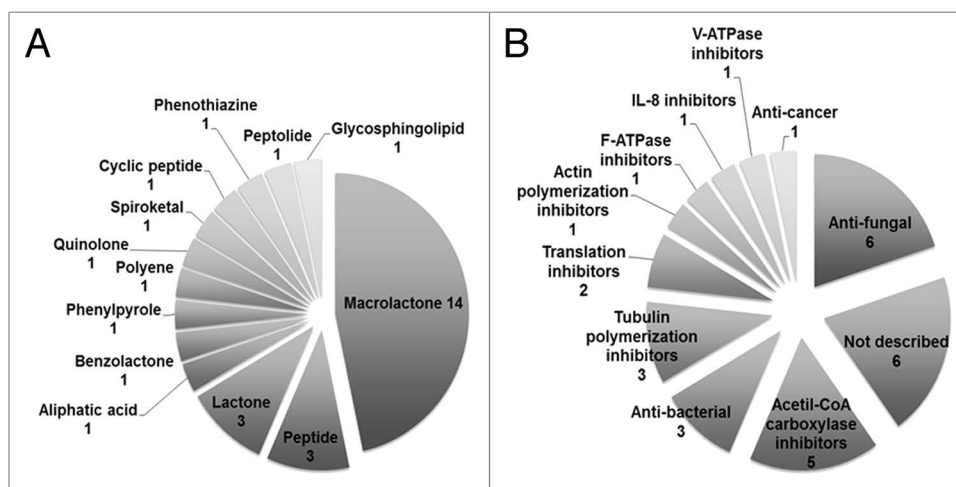 A
Phenothiazine
1
Peptolide
1
Glycosphingolipid
1
Cyclic peptide
1
Spiroketal
1
Quinolone
1
Polyene
1
Phenylpyrole
1
Benzolactone
1
Aliphatic acid
1
Lactone
3
Peptide
3
Macrolactone 14
B
V-ATPase
inhibitors
1
IL-8 inhibitors
1
Anti-cancer
1
F-ATPase
inhibitors
1
Actin
polymerization
inhibitors
1
Translation
inhibitors
2
Tubulin
polymerization
inhibitors
3
Anti-bacterial
3
Acetil-CoA
carboxylase
inhibitors
5
Not described
6
Anti-fungal
6